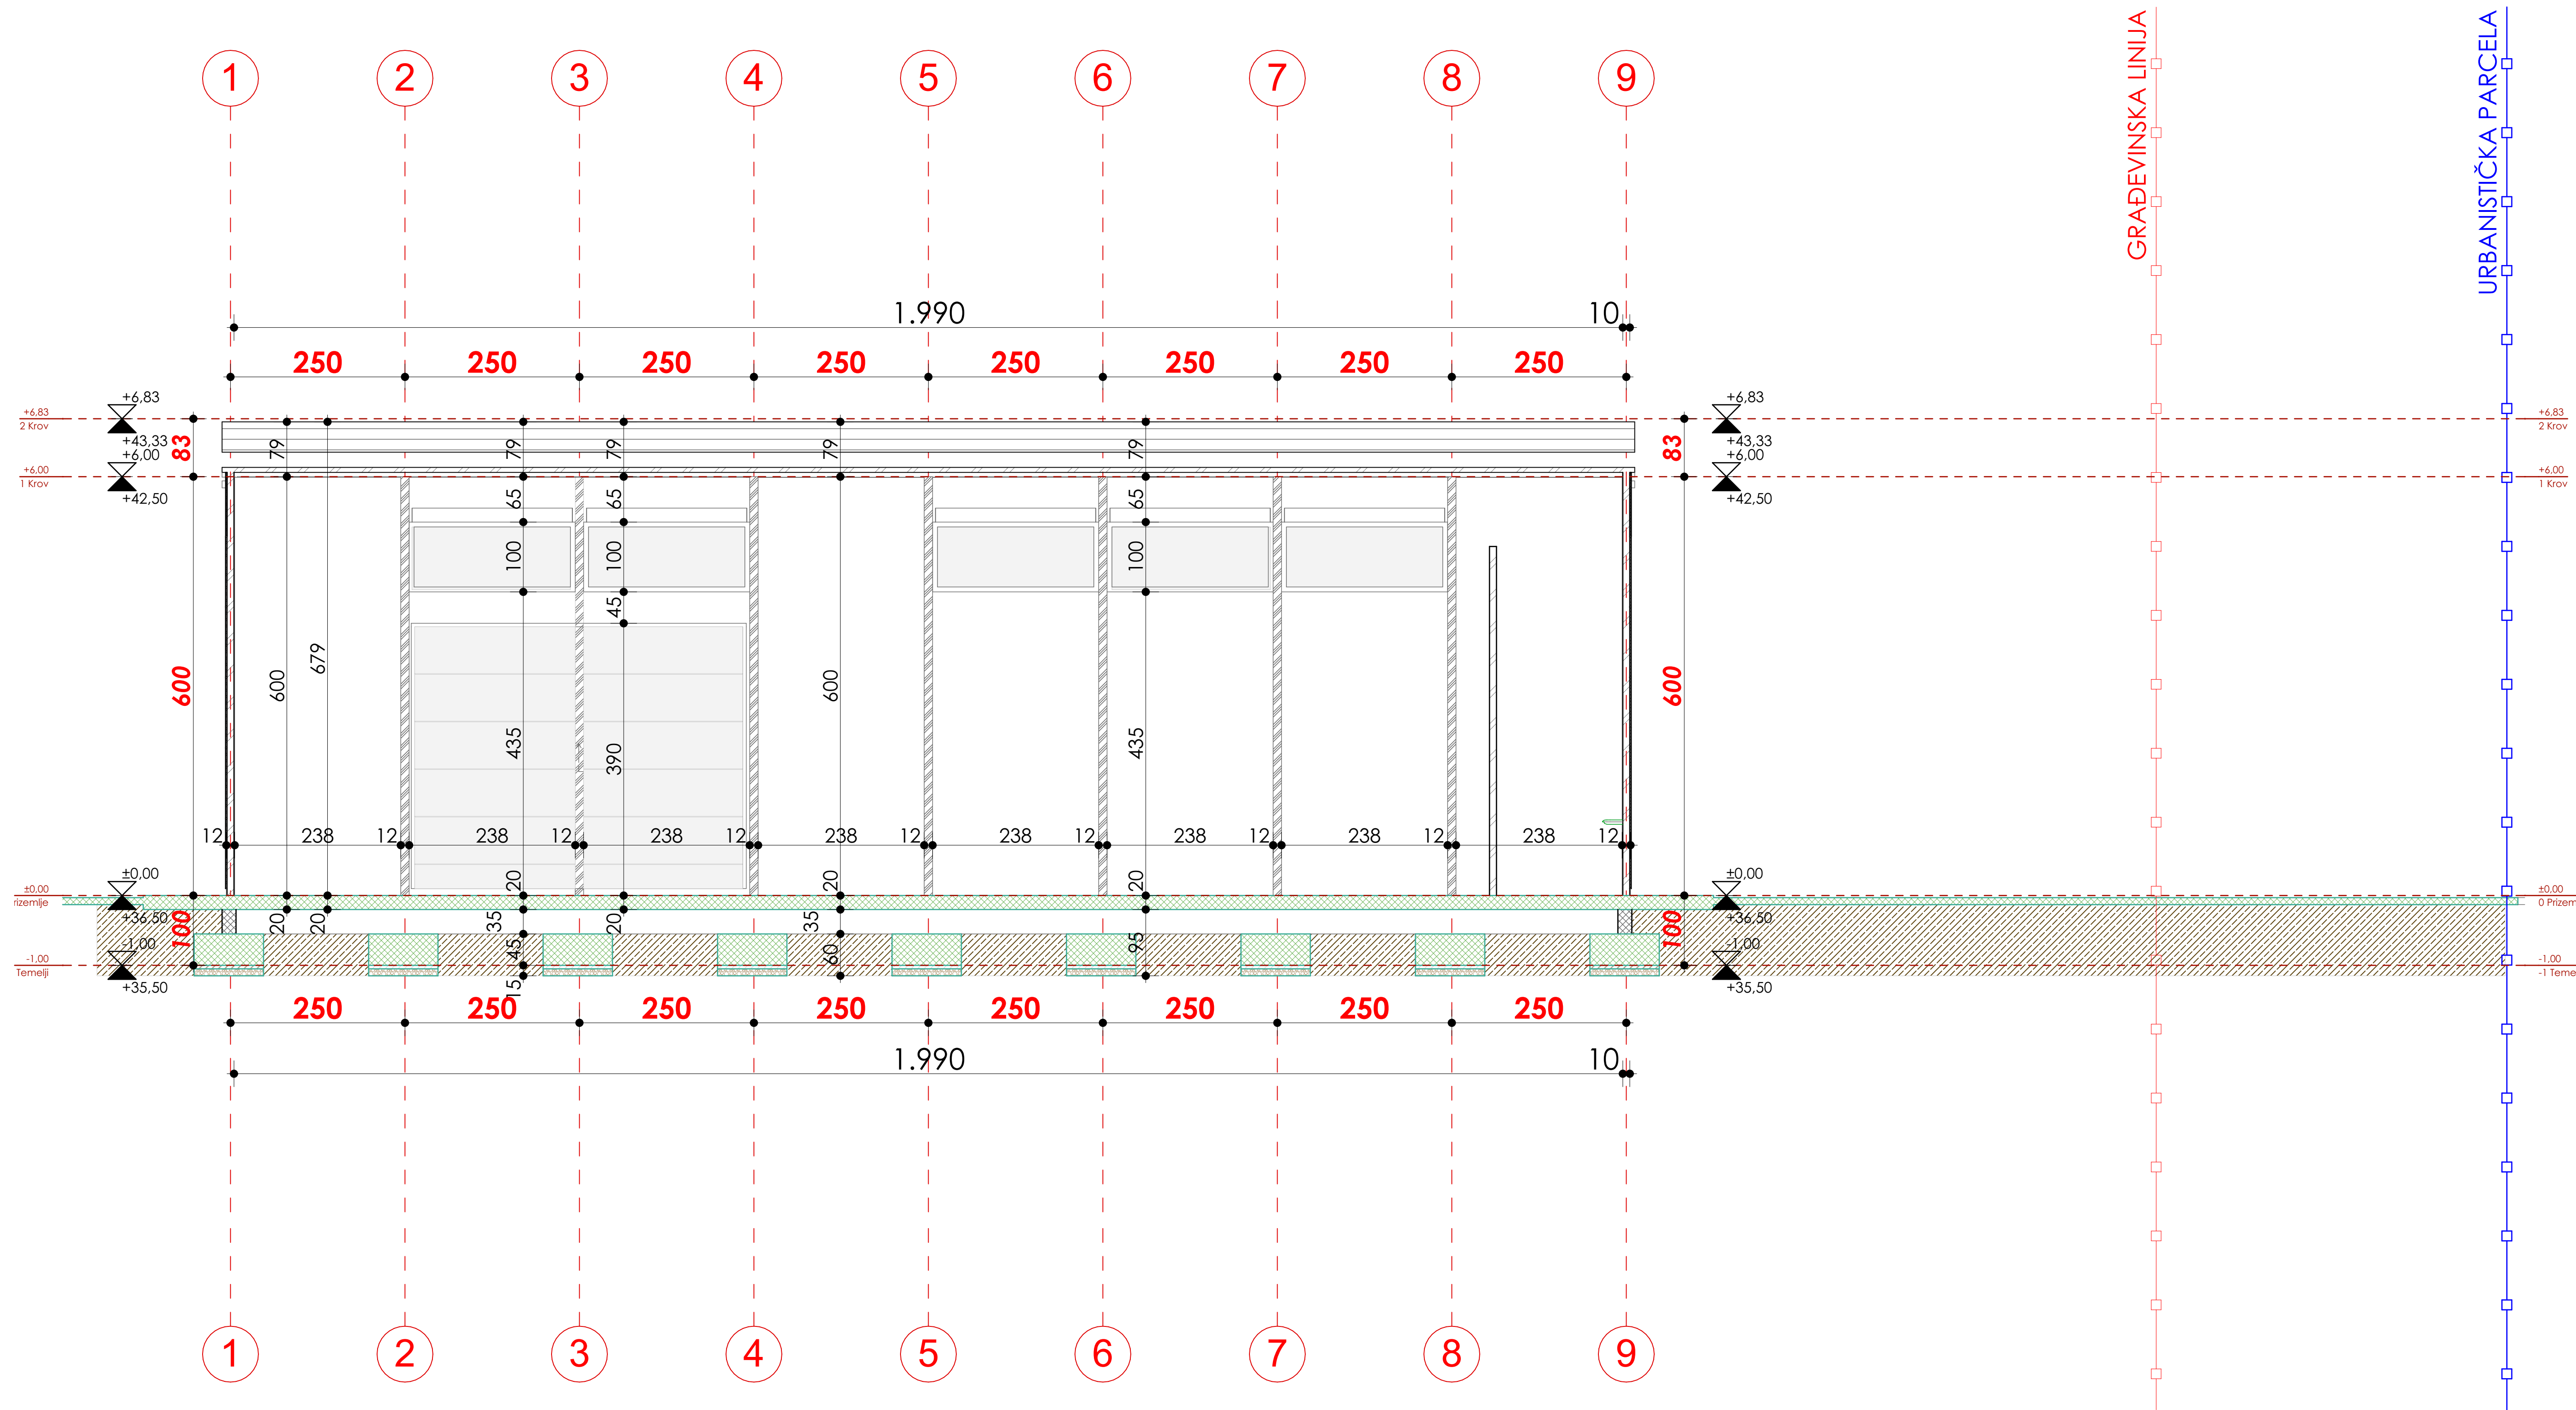 1 2 3 4 5 6 7 8 9
GRAĐEVINSKA LINIJA
URBANISTIČKA PARCELA
1.990 10
250 250 250 250 250 250 250 250
+6,83 +6,83
+6,83 +6,83
2 Krov 2 Krov
+43,33 83 79 79 79 79 79 83 +43,33
+6,00 +6,00
+6,00 +6,00
1 Krov 1 Krov
+42,50 65 65 65 +42,50
100 100 100
45
600 600 679 435 390 600 435 600
12 238 12 238 12 238 12 238 12 238 12 238 12 238 12 238 12
±0,00 20 20 20 ±0,00
±0,00 ±0,00
rizemlje 0 Prizem
+36,50 20 20 35 20 35 +36,50
100 100
-1,00 45 60 95 -1,00
-1,00 -1,00
Temelji -1 Teme
+35,50 15 +35,50
250 250 250 250 250 250 250 250
1.990 10
1 2 3 4 5 6 7 8 9